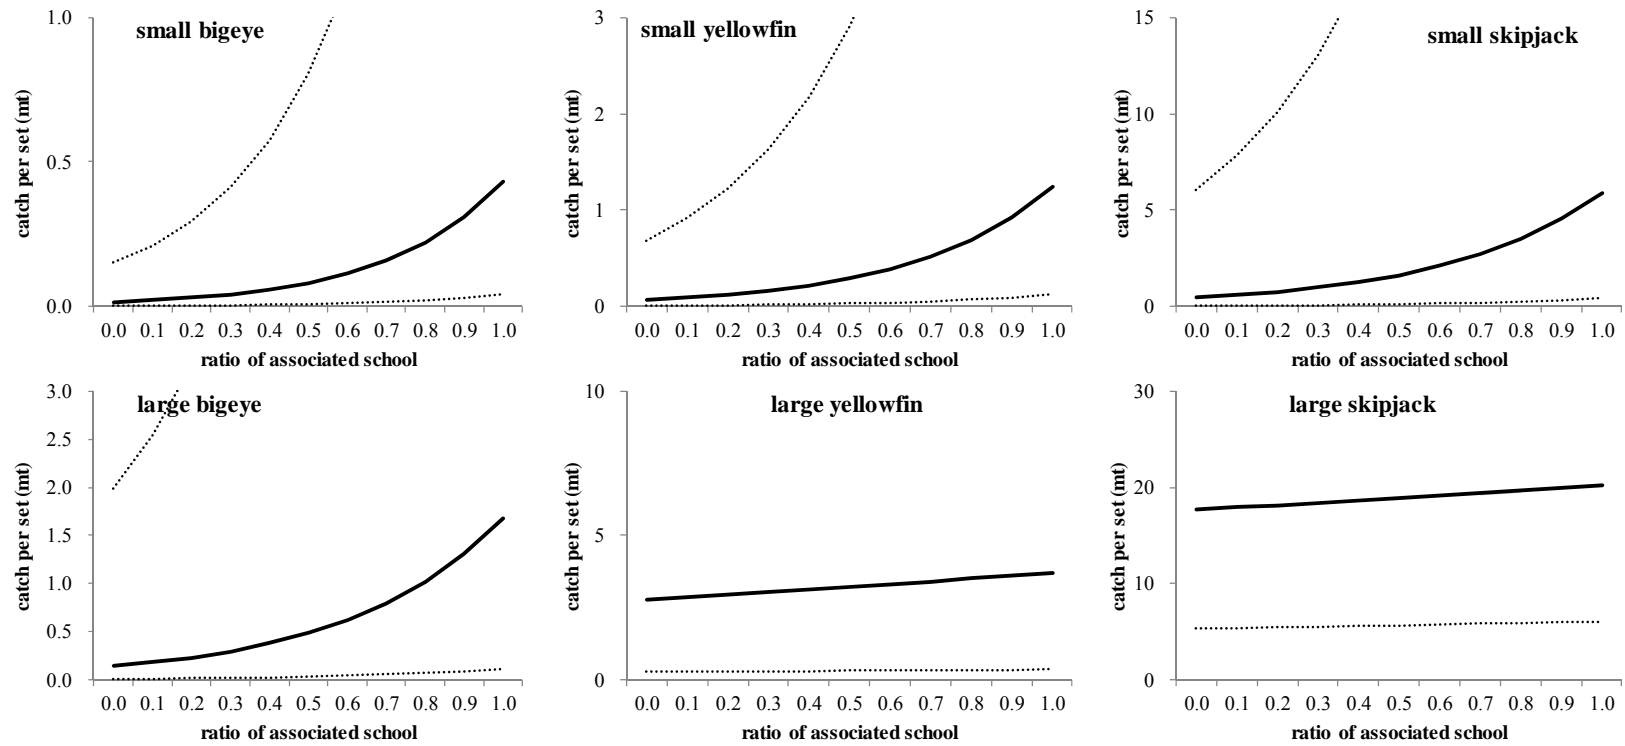 small bigeye
catch per set (mt)
1.0
0.5
0.0
0.0 0.1 0.2 0.3 0.4 0.5 0.6 0.7 0.8 0.9 1.0
ratio of associated school
small yellowfin
catch per set (mt)
3
2
1
0
0.0 0.1 0.2 0.3 0.4 0.5 0.6 0.7 0.8 0.9 1.0
ratio of associated school
small skipjack
catch per set (mt)
15
10
5
0
0.0 0.1 0.2 0.3 0.4 0.5 0.6 0.7 0.8 0.9 1.0
ratio of associated school
large bigeye
catch per set (mt)
3.0
2.5
2.0
1.5
1.0
0.5
0.0
0.0 0.1 0.2 0.3 0.4 0.5 0.6 0.7 0.8 0.9 1.0
ratio of associated school
large yellowfin
catch per set (mt)
10
5
0
0.0 0.1 0.2 0.3 0.4 0.5 0.6 0.7 0.8 0.9 1.0
ratio of associated school
large skipjack
catch per set (mt)
30
20
10
0
0.0 0.1 0.2 0.3 0.4 0.5 0.6 0.7 0.8 0.9 1.0
ratio of associated school